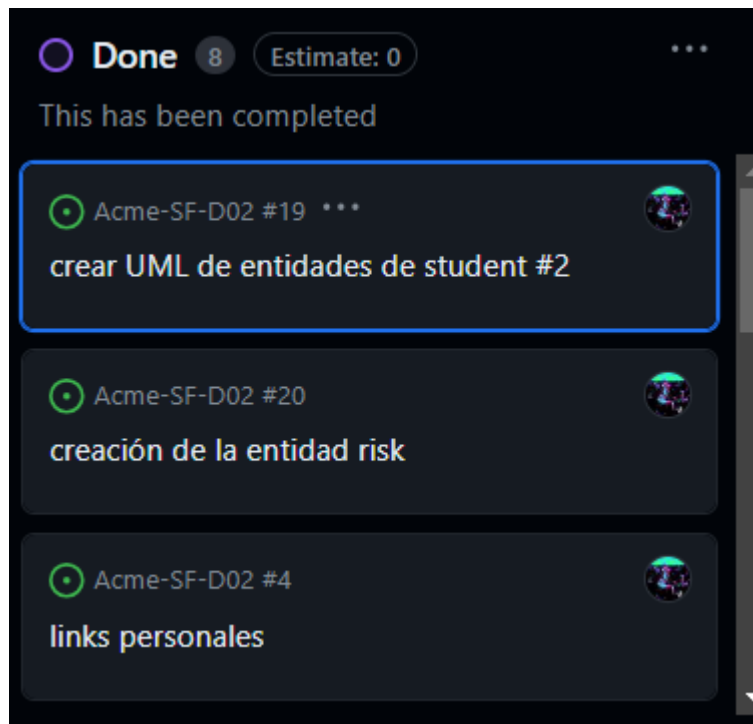 Done 8 Estimate: 0 ...
This has been completed
Acme-SF-D02 #19 ...
crear UML de entidades de student #2
Acme-SF-D02 #20
creación de la entidad risk
Acme-SF-D02 #4
links personales